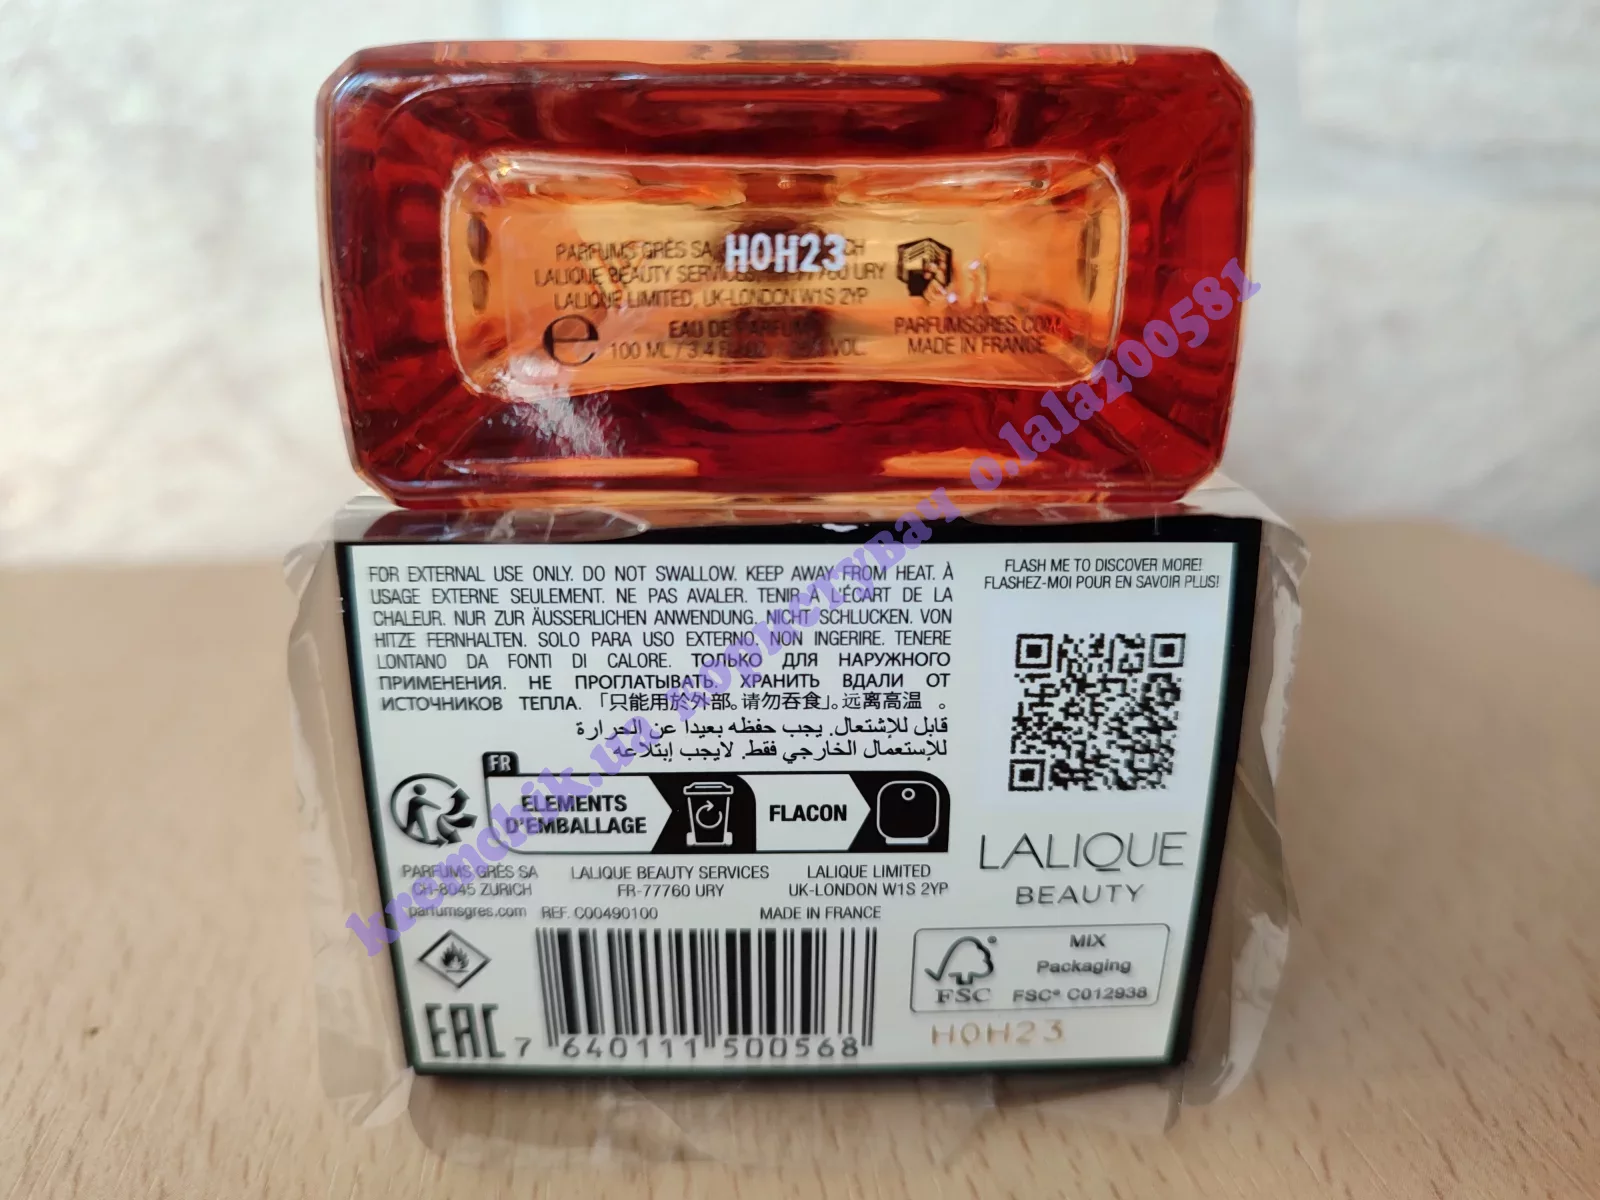 PARFUMS GRÈS SA, CH
H0H23
LALIQUE BEAUTY SERVICES, 77760 URY
LALIQUE LIMITED, UK-LONDON W1S 2YP
e EAU DE PARFUM
100 ML / 3.4 VOL.
PARFUMSGRES.COM
MADE IN FRANCE
FOR EXTERNAL USE ONLY. DO NOT SWALLOW. KEEP AWAY FROM HEAT. À
USAGE EXTERNE SEULEMENT. NE PAS AVALER. TENIR À L'ÉCART DE LA
CHALEUR. NUR ZUR ÄUSSERLICHEN ANWENDUNG. NICHT SCHLUCKEN. VON
HITZE FERNHALTEN. SOLO PARA USO EXTERNO. NON INGERIRE. TENERE
LONTANO DA FONTI DI CALORE. ТОЛЬКО ДЛЯ НАРУЖНОГО
ПРИМЕНЕНИЯ. НЕ ПРОГЛАТЫВАТЬ. ХРАНИТЬ ВДАЛИ ОТ
ИСТОЧНИКОВ ТЕПЛА. 「只能用於外部。请勿吞食」。远离高温 。
قابل للإشتعال. يجب حفظه بعيدا عن الحرارة
للإستعمال الخارجي فقط. لايجب إبتلاعه
FLASH ME TO DISCOVER MORE!
FLASHEZ-MOI POUR EN SAVOIR PLUS!
FR
ELEMENTS
D'EMBALLAGE
FLACON
LALIQUE
BEAUTY
PARFUMS GRÈS SA
CH-8045 ZURICH
parfumsgres.com
LALIQUE BEAUTY SERVICES
FR-77760 URY
LALIQUE LIMITED
UK-LONDON W1S 2YP
REF. C00490100
MADE IN FRANCE
EAC
7 640111 500568
FSC
MIX
Packaging
FSC® C012938
H0H23
kremchik.ua користувач o.lala200581